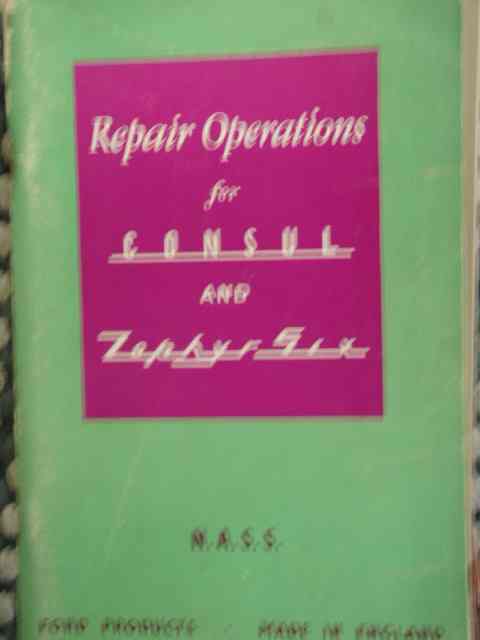 Repair Operations
for
CONSUL
AND
Zephyr Six
N.A.S.S.
FORD PRODUCTS MADE IN ENGLAND